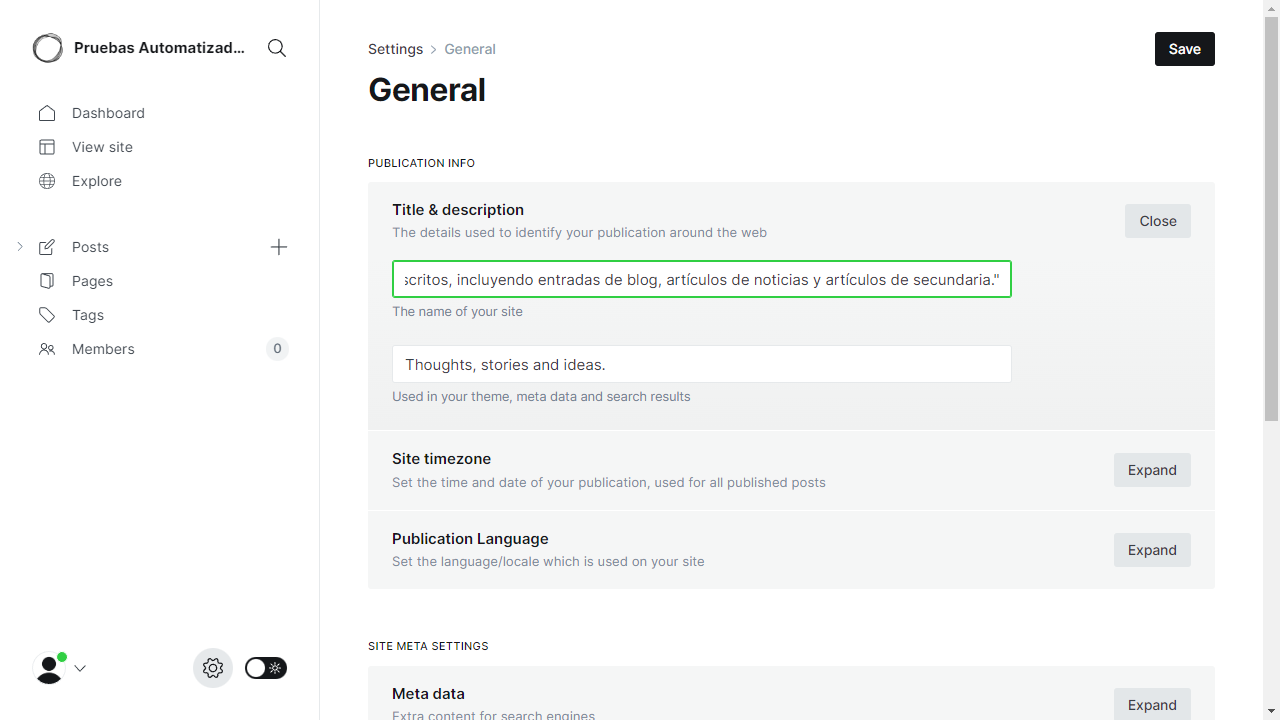 Pruebas Automatizad...
Dashboard
View site
Explore
Posts
Pages
Tags
Members
0
Settings
General
Save
General
PUBLICATION INFO
Title & description
The details used to identify your publication around the web
Close
incluyendo entradas de blog, artículos de noticias y artículos de secundaria."
The name of your site
Thoughts, stories and ideas.
Used in your theme, meta data and search results
Site timezone
Set the time and date of your publication, used for all published posts
Expand
Publication Language
Set the language/locale which is used on your site
Expand
SITE META SETTINGS
Meta data
Extra content for search engines
Expand